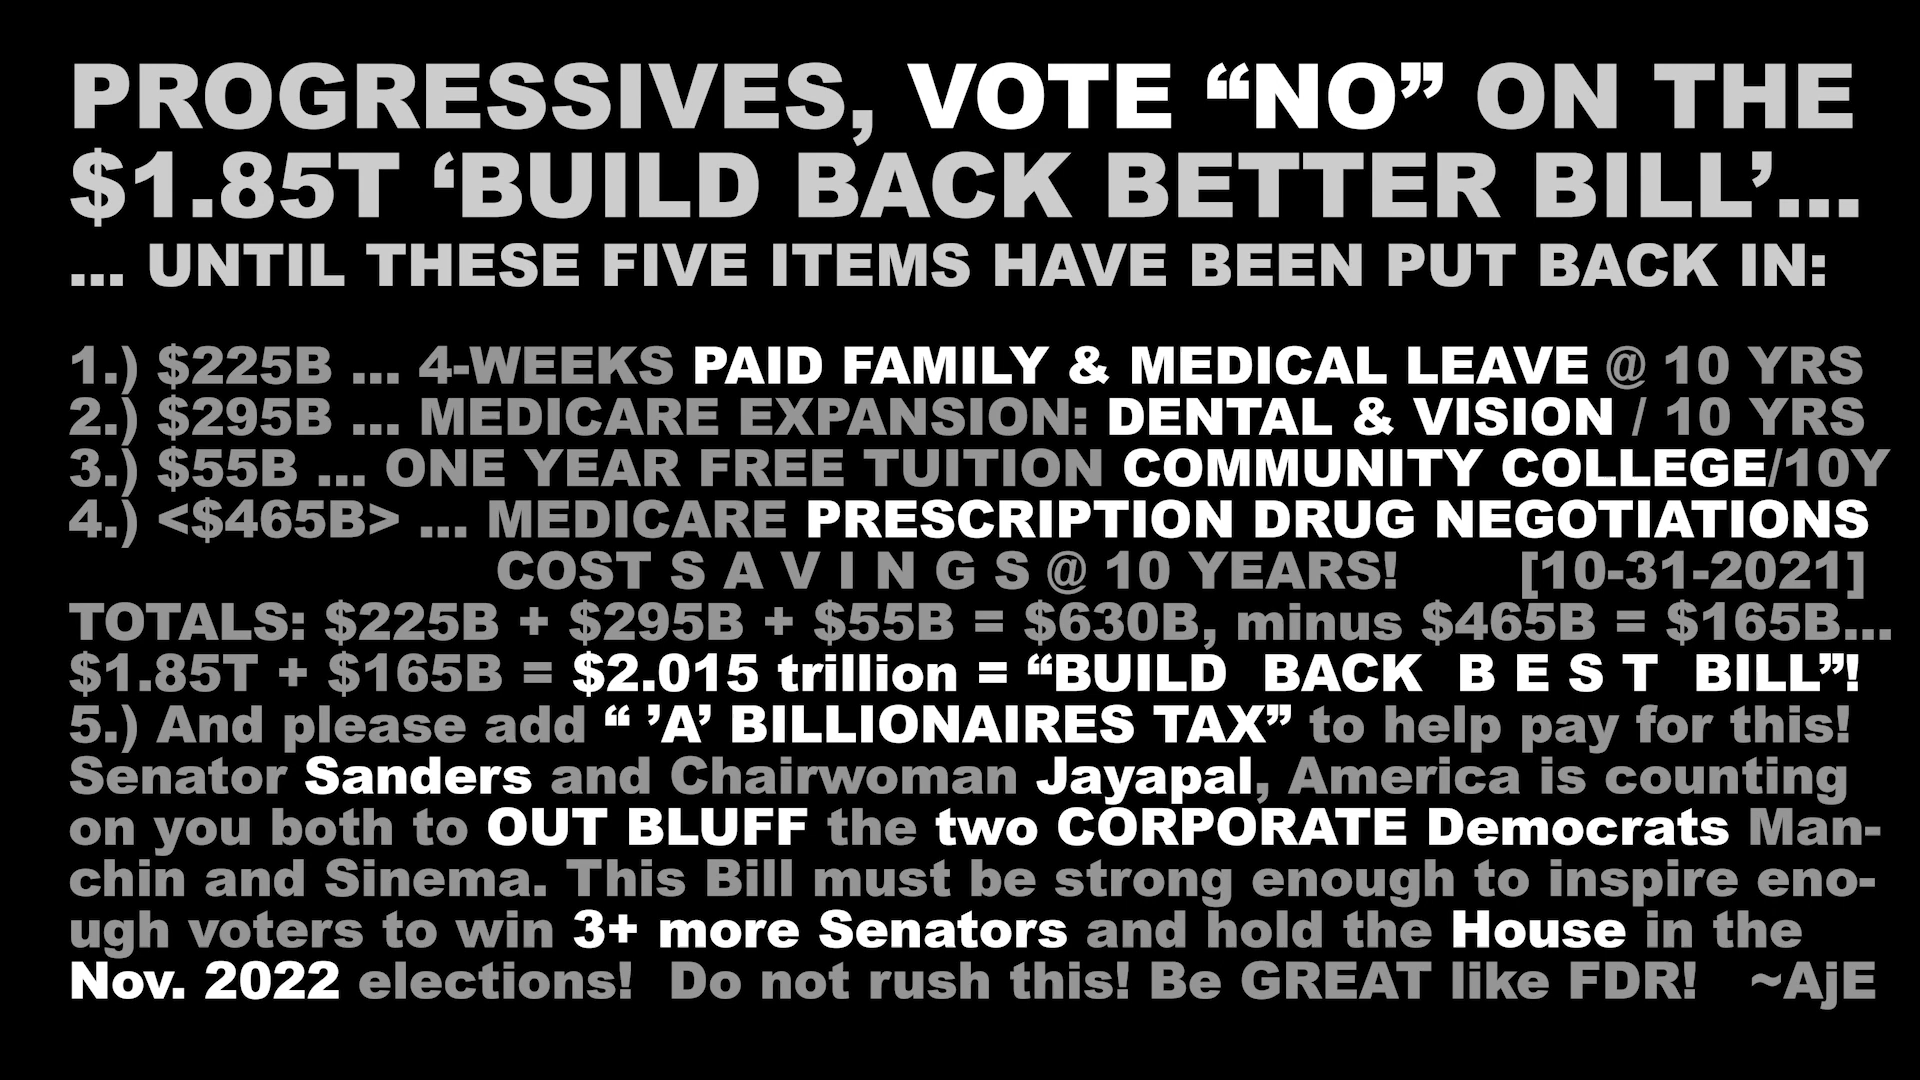 PROGRESSIVES, VOTE “NO” ON THE
$1.85T ‘BUILD BACK BETTER BILL’...
... UNTIL THESE FIVE ITEMS HAVE BEEN PUT BACK IN:
1.) $225B ... 4-WEEKS PAID FAMILY & MEDICAL LEAVE @ 10 YRS
2.) $295B ... MEDICARE EXPANSION: DENTAL & VISION / 10 YRS
3.) $55B ... ONE YEAR FREE TUITION COMMUNITY COLLEGE/10Y
4.) <$465B> ... MEDICARE PRESCRIPTION DRUG NEGOTIATIONS
COST S A V I N G S @ 10 YEARS! [10-31-2021]
TOTALS: $225B + $295B + $55B = $630B, minus $465B = $165B...
$1.85T + $165B = $2.015 trillion = “BUILD BACK B E S T BILL”!
5.) And please add “ ’A’ BILLIONAIRES TAX” to help pay for this!
Senator Sanders and Chairwoman Jayapal, America is counting
on you both to OUT BLUFF the two CORPORATE Democrats Man-
chin and Sinema. This Bill must be strong enough to inspire eno-
ugh voters to win 3+ more Senators and hold the House in the
Nov. 2022 elections! Do not rush this! Be GREAT like FDR! ~AjE